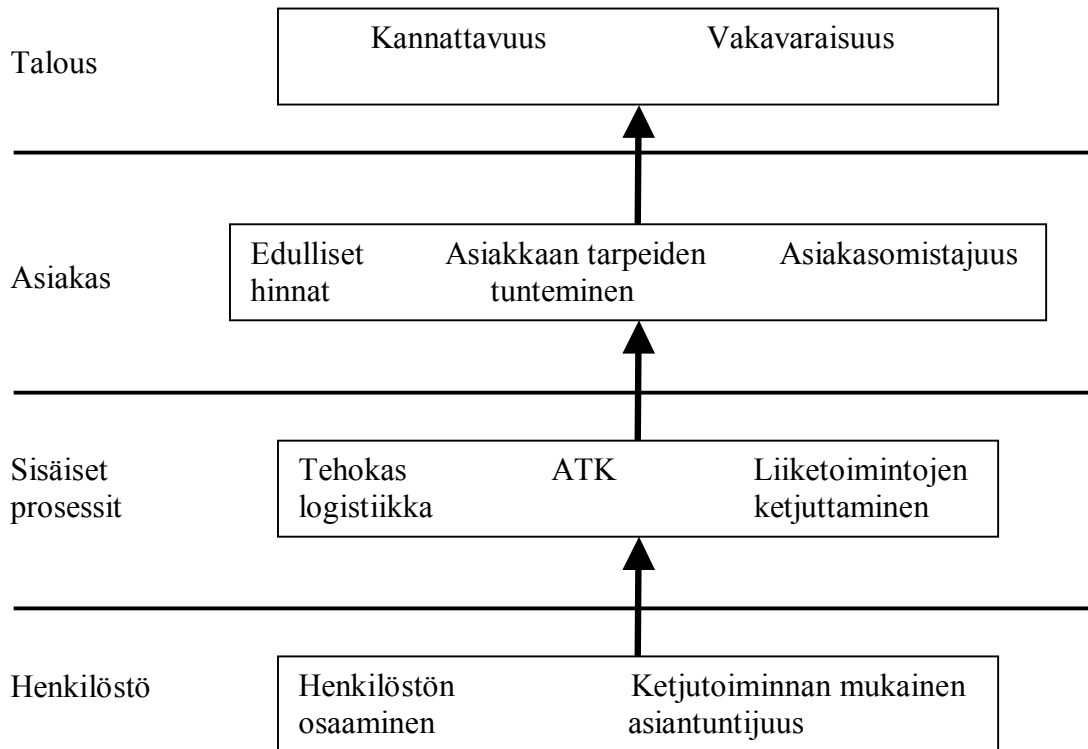 Kannattavuus Vakavaraisuus
Talous
Edulliset Asiakkaan tarpeiden Asiakasomistajuus
hinnat tunteminen
Asiakas
Sisäiset
prosessit
Tehokas ATK Liiketoimintojen
logistiikka ketjuttaminen
Henkilöstö
Henkilöstön Ketjutoiminnan mukainen
osaaminen asiantuntijuus